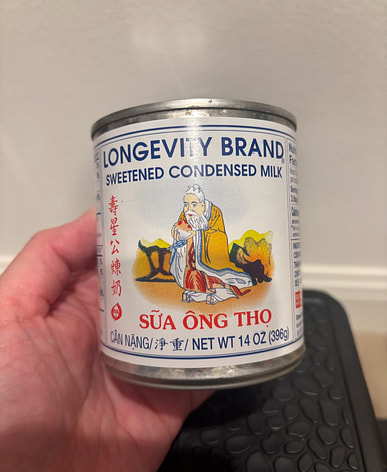 LONGEVITY BRAND®
SWEETENED CONDENSED MILK
壽星公煉奶
SỮA ÔNG THỌ
CÂN NẶNG/淨重/ NET WT 14 OZ (396g)